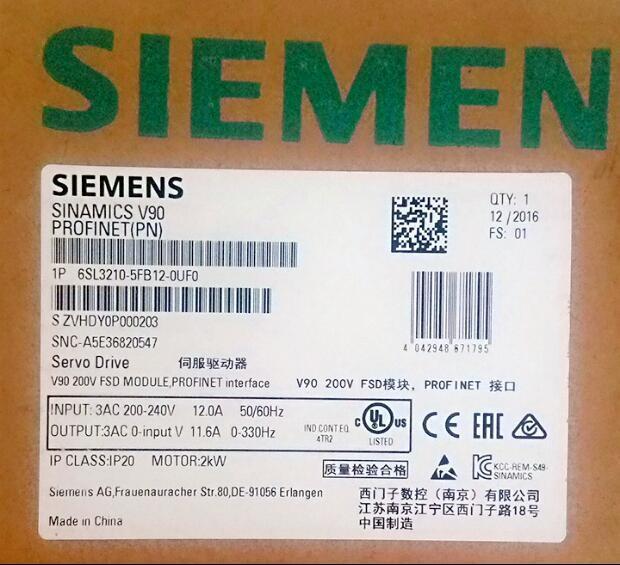 SIEMEN
SIEMENS
SINAMICS V90
PROFINET(PN)
QTY: 1
12 / 2016
FS: 01
1P 6SL3210-5FB12-0UF0
S ZVHDY0P000203
SNC-A5E36820547
4 042948 671795
Servo Drive 伺服驱动器
V90 200V FSD MODULE,PROFINET interface V90 200V FSD模块, PROFINET 接口
INPUT: 3AC 200-240V 12.0A 50/60Hz
OUTPUT:3AC 0-input V 11.6A 0-330Hz
IND CONT.EQ.
4TR2
c UL US
LISTED
CE EAC
IP CLASS:IP20 MOTOR:2kW
质量检验合格
KCC-REM-S49-
SINAMICS
Siemens AG,Frauenauracher Str.80,DE-91056 Erlangen
西门子数控（南京）有限公司
江苏南京江宁区西门子路18号
中国制造
Made in China